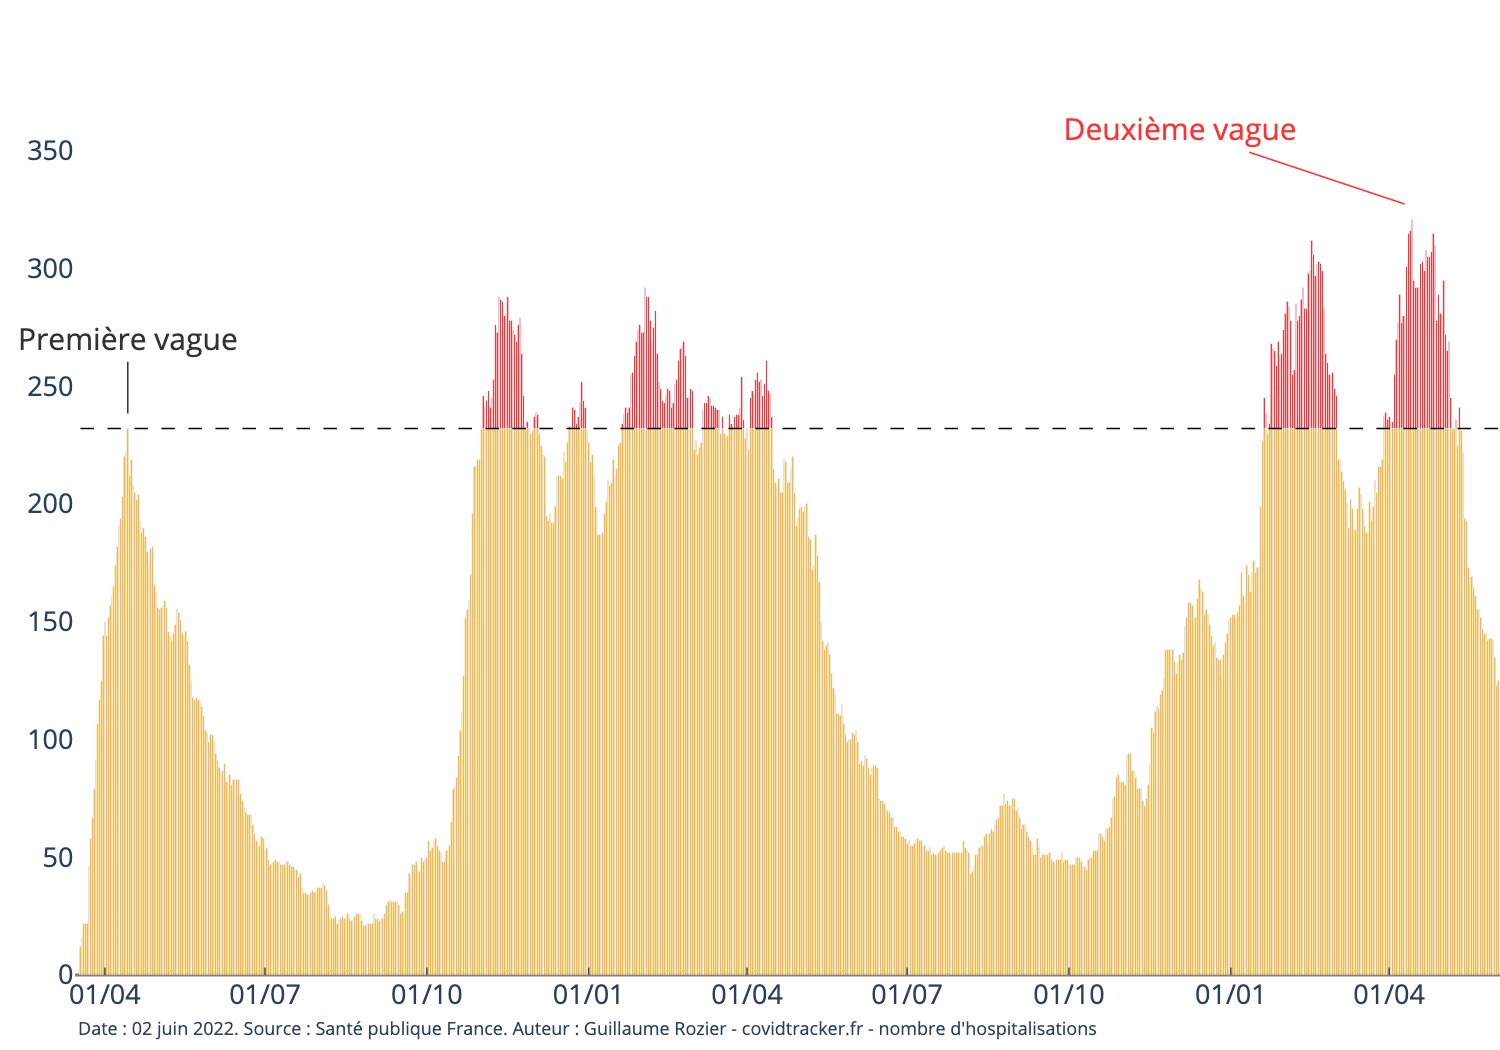 Deuxième vague
350
300
Première vague
250
200
150
100
50
0
01/04 01/07 01/10 01/01 01/04 01/07 01/10 01/01 01/04
Date : 02 juin 2022. Source : Santé publique France. Auteur : Guillaume Rozier - covidtracker.fr - nombre d'hospitalisations